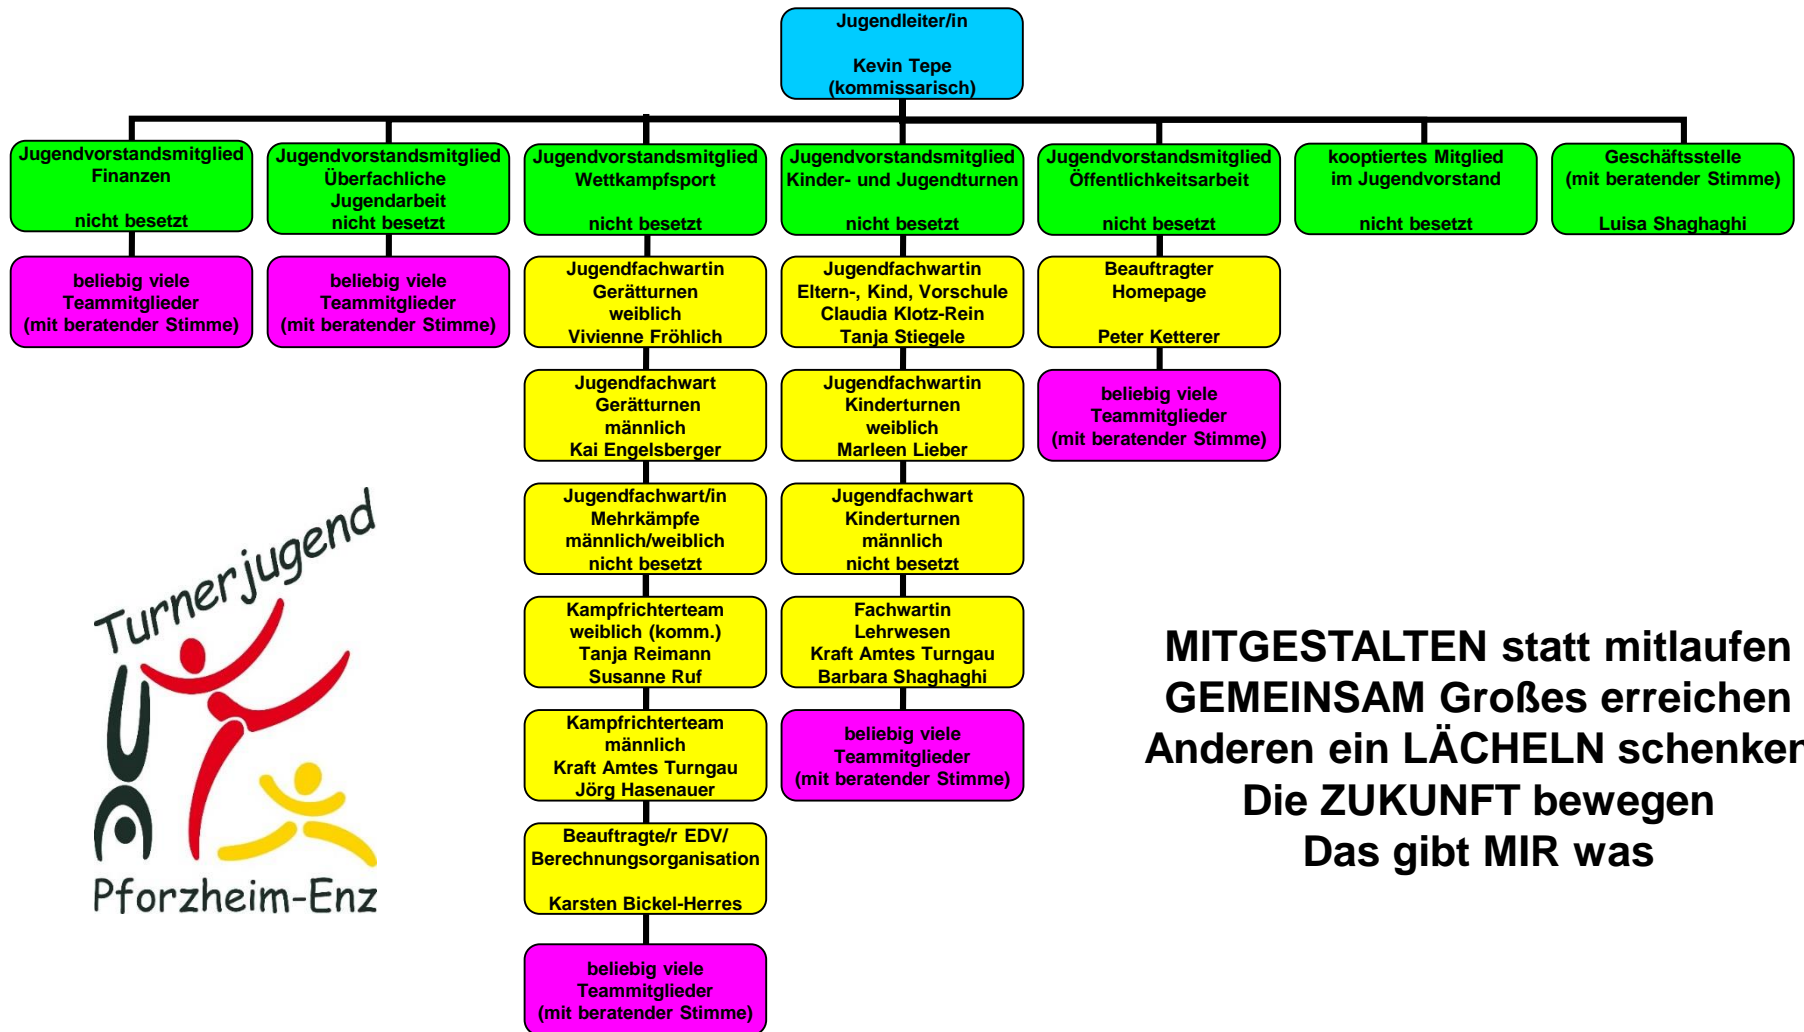 Jugendleiter/in
Kevin Tepe
(kommissarisch)
Jugendvorstandsmitglied
Finanzen
nicht besetzt
Jugendvorstandsmitglied
Überfachliche
Jugendarbeit
nicht besetzt
Jugendvorstandsmitglied
Wettkampfsport
nicht besetzt
Jugendvorstandsmitglied
Kinder- und Jugendturnen
nicht besetzt
Jugendvorstandsmitglied
Öffentlichkeitsarbeit
nicht besetzt
kooptiertes Mitglied
im Jugendvorstand
nicht besetzt
Geschäftsstelle
(mit beratender Stimme)
Luisa Shaghaghi
beliebig viele
Teammitglieder
(mit beratender Stimme)
beliebig viele
Teammitglieder
(mit beratender Stimme)
Jugendfachwartin
Gerätturnen
weiblich
Vivienne Fröhlich
Jugendfachwart
Gerätturnen
männlich
Kai Engelsberger
Jugendfachwart/in
Mehrkämpfe
männlich/weiblich
nicht besetzt
Kampfrichterteam
weiblich (komm.)
Tanja Reimann
Susanne Ruf
Kampfrichterteam
männlich
Kraft Amtes Turngau
Jörg Hasenauer
Beauftragte/r EDV/
Berechnungsorganisation
Karsten Bickel-Herres
beliebig viele
Teammitglieder
(mit beratender Stimme)
Jugendfachwartin
Eltern-, Kind, Vorschule
Claudia Klotz-Rein
Tanja Stiegele
Jugendfachwartin
Kinderturnen
weiblich
Marleen Lieber
Jugendfachwart
Kinderturnen
männlich
nicht besetzt
Fachwartin
Lehrwesen
Kraft Amtes Turngau
Barbara Shaghaghi
beliebig viele
Teammitglieder
(mit beratender Stimme)
Beauftragter
Homepage
Peter Ketterer
beliebig viele
Teammitglieder
(mit beratender Stimme)
Turnerjugend
Pforzheim-Enz
MITGESTALTEN statt mitlaufen
GEMEINSAM Großes erreichen
Anderen ein LÄCHELN schenken
Die ZUKUNFT bewegen
Das gibt MIR was